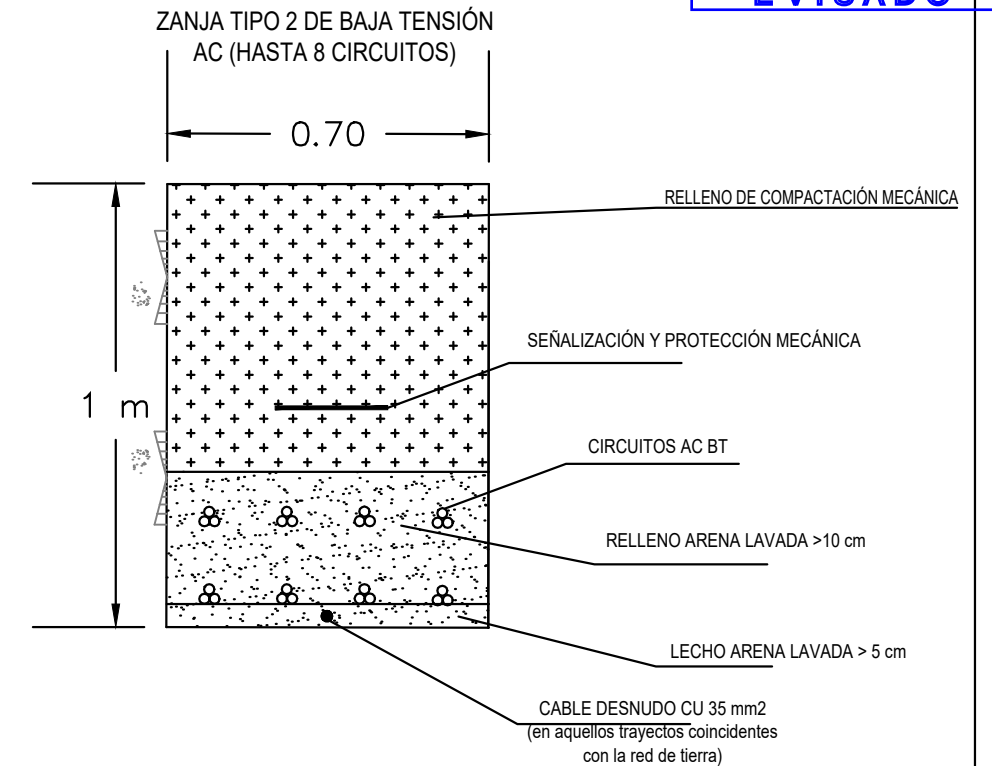 ZANJA TIPO 2 DE BAJA TENSIÓN
AC (HASTA 8 CIRCUITOS)
0.70
RELLENO DE COMPACTACIÓN MECÁNICA
SEÑALIZACIÓN Y PROTECCIÓN MECÁNICA
1 m
CIRCUITOS AC BT
RELLENO ARENA LAVADA >10 cm
LECHO ARENA LAVADA > 5 cm
CABLE DESNUDO CU 35 mm2
(en aquellos trayectos coincidentes
con la red de tierra)